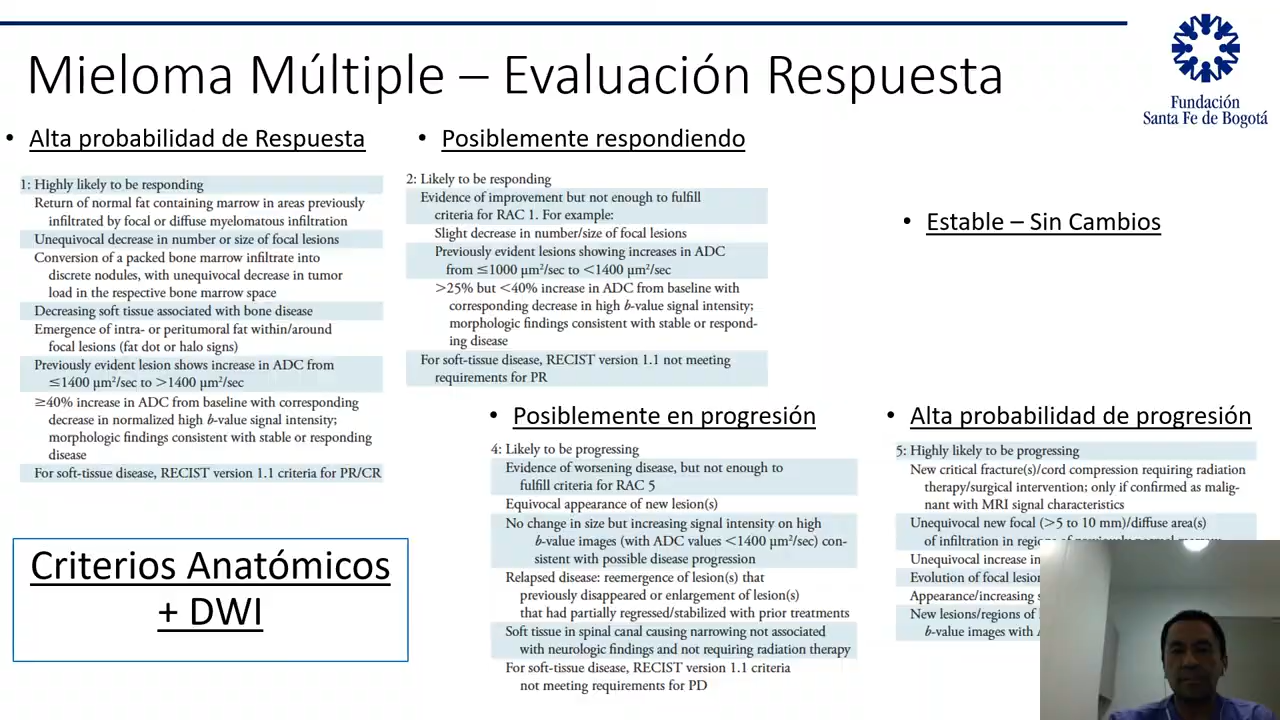 Mieloma Múltiple – Evaluación Respuesta
Fundación
Santa Fe de Bogotá
• Alta probabilidad de Respuesta
1: Highly likely to be responding
Return of normal fat containing marrow in areas previously
infiltrated by focal or diffuse myelomatous infiltration
Unequivocal decrease in number or size of focal lesions
Conversion of a packed bone marrow infiltrate into
discrete nodules, with unequivocal decrease in tumor
load in the respective bone marrow space
Decreasing soft tissue associated with bone disease
Emergence of intra- or peritumoral fat within/around
focal lesions (fat dot or halo signs)
Previously evident lesion shows increase in ADC from
≤1400 µm²/sec to >1400 µm²/sec
≥40% increase in ADC from baseline with corresponding
decrease in normalized high b-value signal intensity;
morphologic findings consistent with stable or responding
disease
For soft-tissue disease, RECIST version 1.1 criteria for PR/CR
• Posiblemente respondiendo
2: Likely to be responding
Evidence of improvement but not enough to fulfill
criteria for RAC 1. For example:
Slight decrease in number/size of focal lesions
Previously evident lesions showing increases in ADC
from ≤1000 µm²/sec to <1400 µm²/sec
>25% but <40% increase in ADC from baseline with
corresponding decrease in high b-value signal intensity;
morphologic findings consistent with stable or respond-
ing disease
For soft-tissue disease, RECIST version 1.1 not meeting
requirements for PR
• Estable – Sin Cambios
• Posiblemente en progresión
4: Likely to be progressing
Evidence of worsening disease, but not enough to
fulfill criteria for RAC 5
Equivocal appearance of new lesion(s)
No change in size but increasing signal intensity on high
b-value images (with ADC values <1400 µm²/sec) con-
sistent with possible disease progression
Relapsed disease: reemergence of lesion(s) that
previously disappeared or enlargement of lesion(s)
that had partially regressed/stabilized with prior treatments
Soft tissue in spinal canal causing narrowing not associated
with neurologic findings and not requiring radiation therapy
For soft-tissue disease, RECIST version 1.1 criteria
not meeting requirements for PD
• Alta probabilidad de progresión
5: Highly likely to be progressing
New critical fracture(s)/cord compression requiring radiation
therapy/surgical intervention; only if confirmed as malig-
nant with MRI signal characteristics
Unequivocal new focal (>5 to 10 mm)/diffuse area(s)
of infiltration in
Unequivocal increase in
Evolution of focal
Appearance/increasing
New lesions/regions of
b-value images with
Criterios Anatómicos
+ DWI